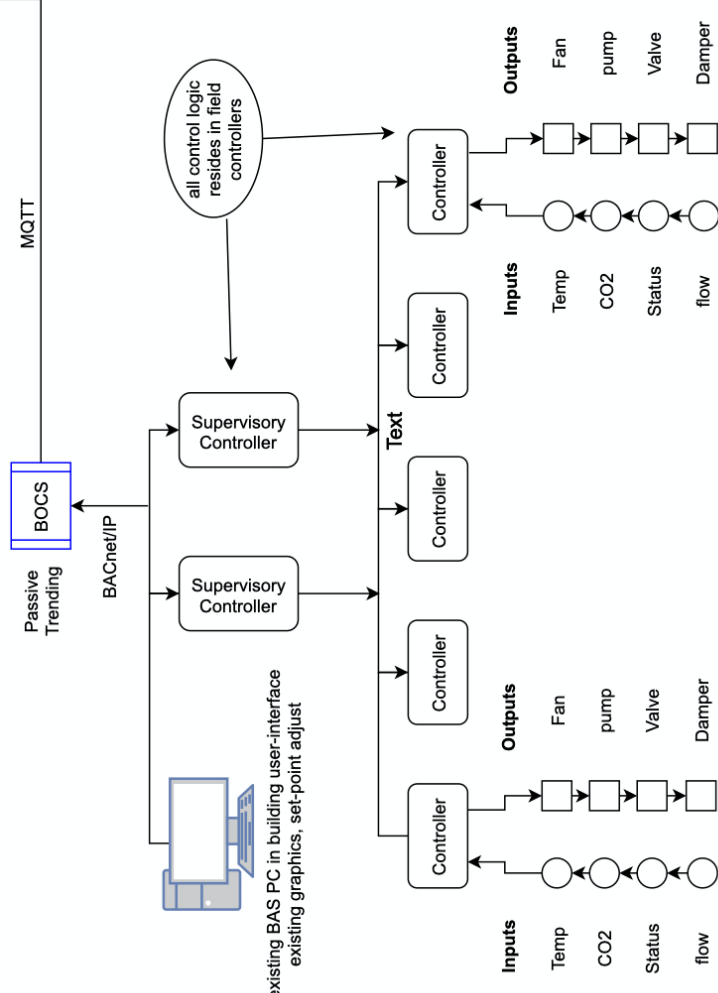 MQTT
BOCS
Passive
Trending
BACnet/IP
all control logic
resides in field
controllers
Supervisory
Controller
Supervisory
Controller
existing BAS PC in building user-interface
existing graphics, set-point adjust
Text
Controller
Controller
Controller
Controller
Controller
Inputs
Outputs
Temp
Fan
CO2
pump
Status
Valve
flow
Damper
Inputs
Outputs
Temp
Fan
CO2
pump
Status
Valve
flow
Damper